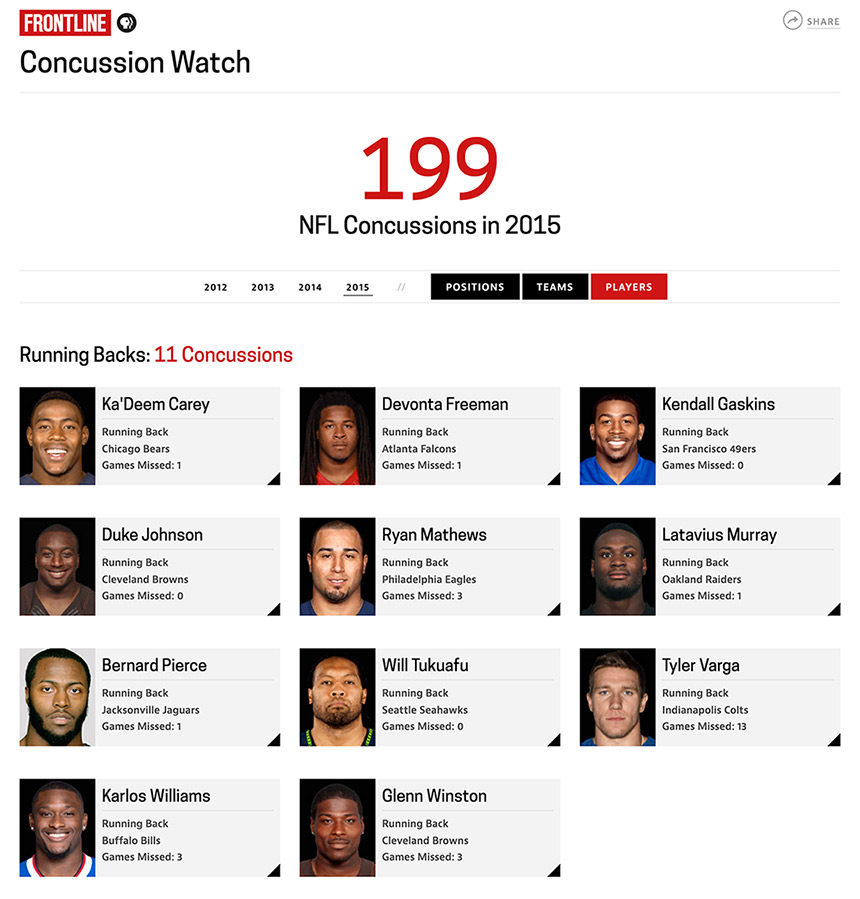 FRONTLINE
SHARE
Concussion Watch
199
NFL Concussions in 2015
2012 2013 2014 2015 // POSITIONS TEAMS PLAYERS
Running Backs: 11 Concussions
Ka'Deem Carey
Running Back
Chicago Bears
Games Missed: 1
Devonta Freeman
Running Back
Atlanta Falcons
Games Missed: 1
Kendall Gaskins
Running Back
San Francisco 49ers
Games Missed: 0
Duke Johnson
Running Back
Cleveland Browns
Games Missed: 0
Ryan Mathews
Running Back
Philadelphia Eagles
Games Missed: 3
Latavius Murray
Running Back
Oakland Raiders
Games Missed: 1
Bernard Pierce
Running Back
Jacksonville Jaguars
Games Missed: 1
Will Tukuafu
Running Back
Seattle Seahawks
Games Missed: 0
Tyler Varga
Running Back
Indianapolis Colts
Games Missed: 13
Karlos Williams
Running Back
Buffalo Bills
Games Missed: 3
Glenn Winston
Running Back
Cleveland Browns
Games Missed: 3